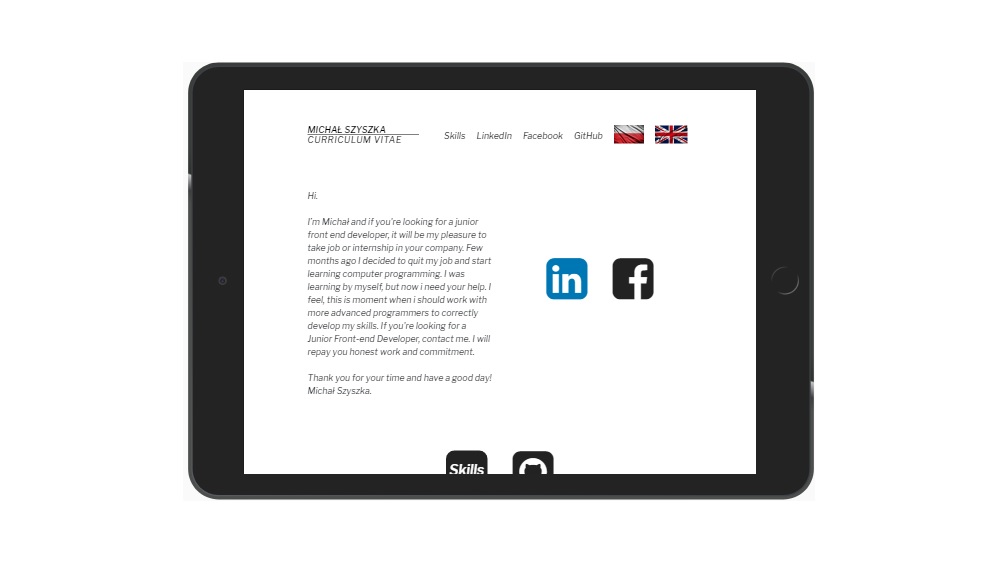 MICHAŁ SZYSZKA
CURRICULUM VITAE
Skills LinkedIn Facebook GitHub
Hi.
I'm Michał and if you're looking for a junior
front end developer, it will be my pleasure to
take job or internship in your company. Few
months ago I decided to quit my job and start
learning computer programming. I was
learning by myself, but now i need your help. I
feel, this is moment when i should work with
more advanced programmers to correctly
develop my skills. If you're looking for a
Junior Front-end Developer, contact me. I will
repay you honest work and commitment.
Thank you for your time and have a good day!
Michał Szyszka.
in f
Skills